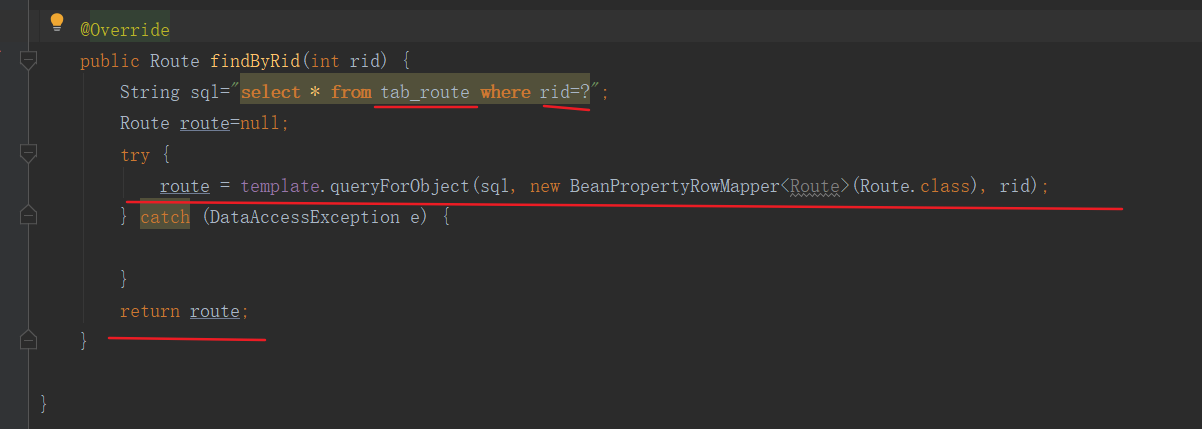 @Override
public Route findByRid(int rid) {
String sql="select * from tab_route where rid=?";
Route route=null;
try {
route = template.queryForObject(sql, new BeanPropertyRowMapper<Route>(Route.class), rid);
} catch (DataAccessException e) {
}
return route;
}
}